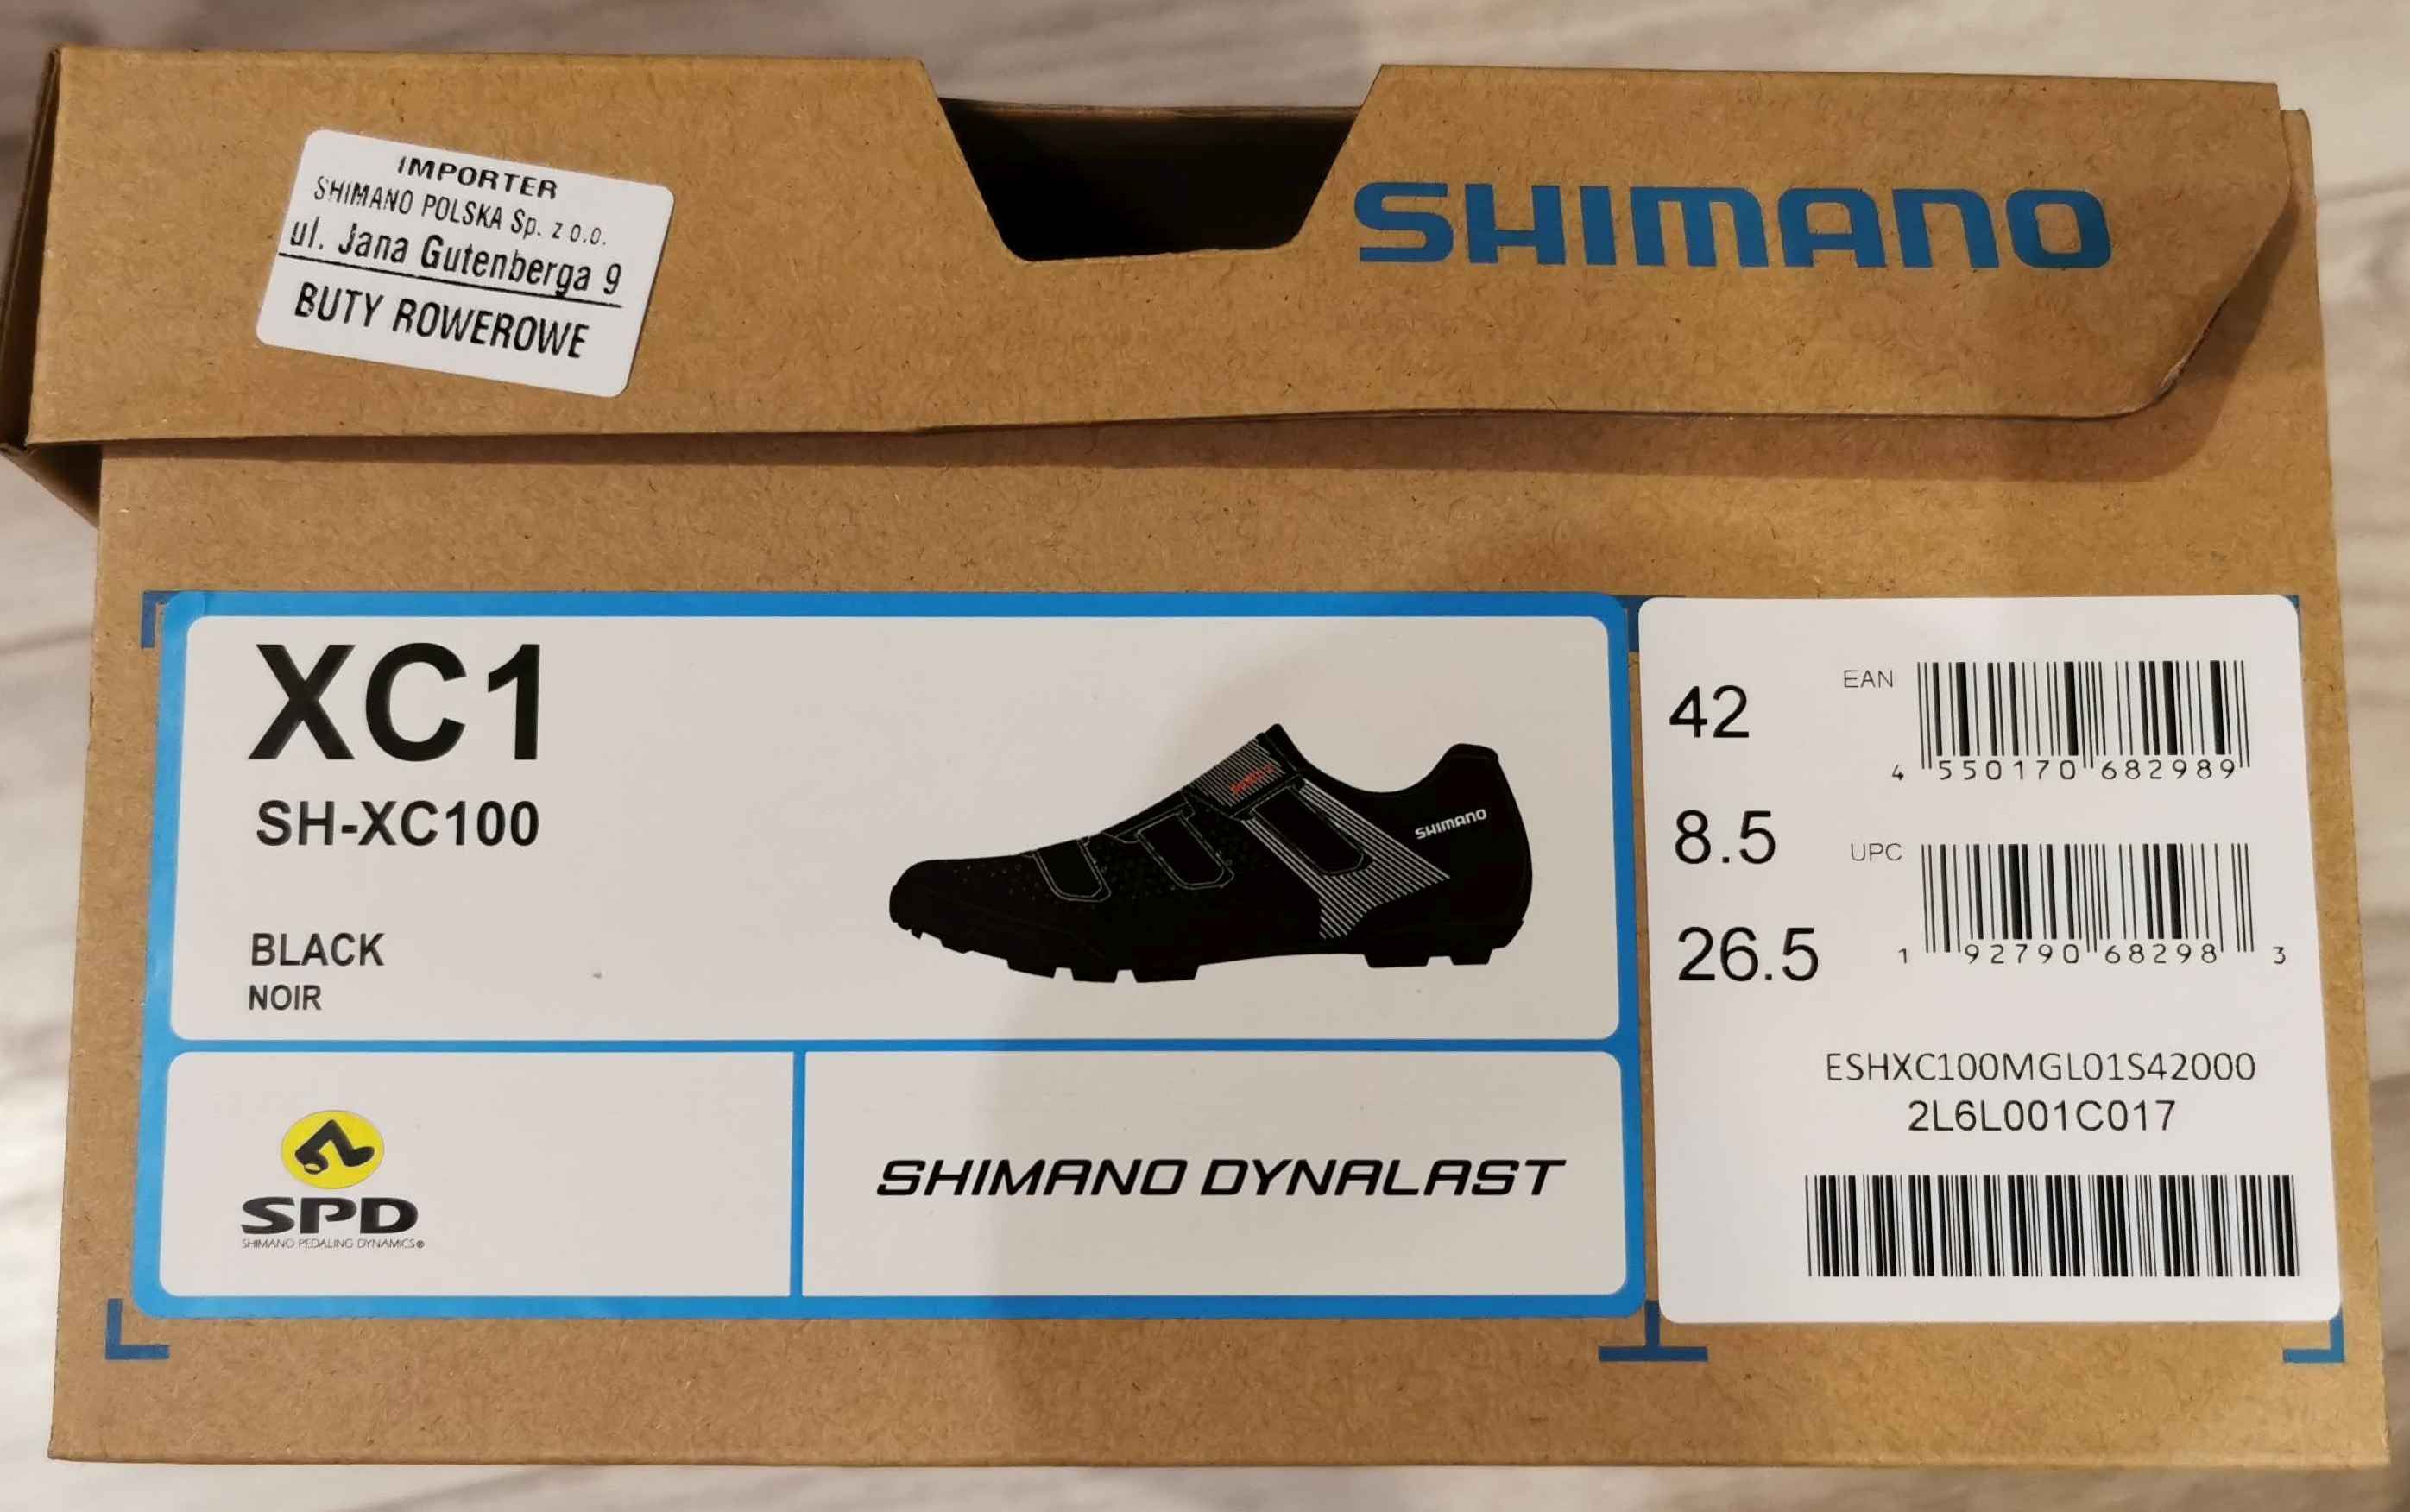 IMPORTER
SHIMANO POLSKA Sp. z o.o.
ul. Jana Gutenberga 9
BUTY ROWEROWE
SHIMANO
XC1
SH-XC100
BLACK
NOIR
SHIMANO
SPD
SHIMANO PEDALING DYNAMICS®
SHIMANO DYNALAST
42
8.5
26.5
EAN
4 550170 682989
UPC
1 92790 68298 3
ESHXC100MGL01S42000
2L6L001C017